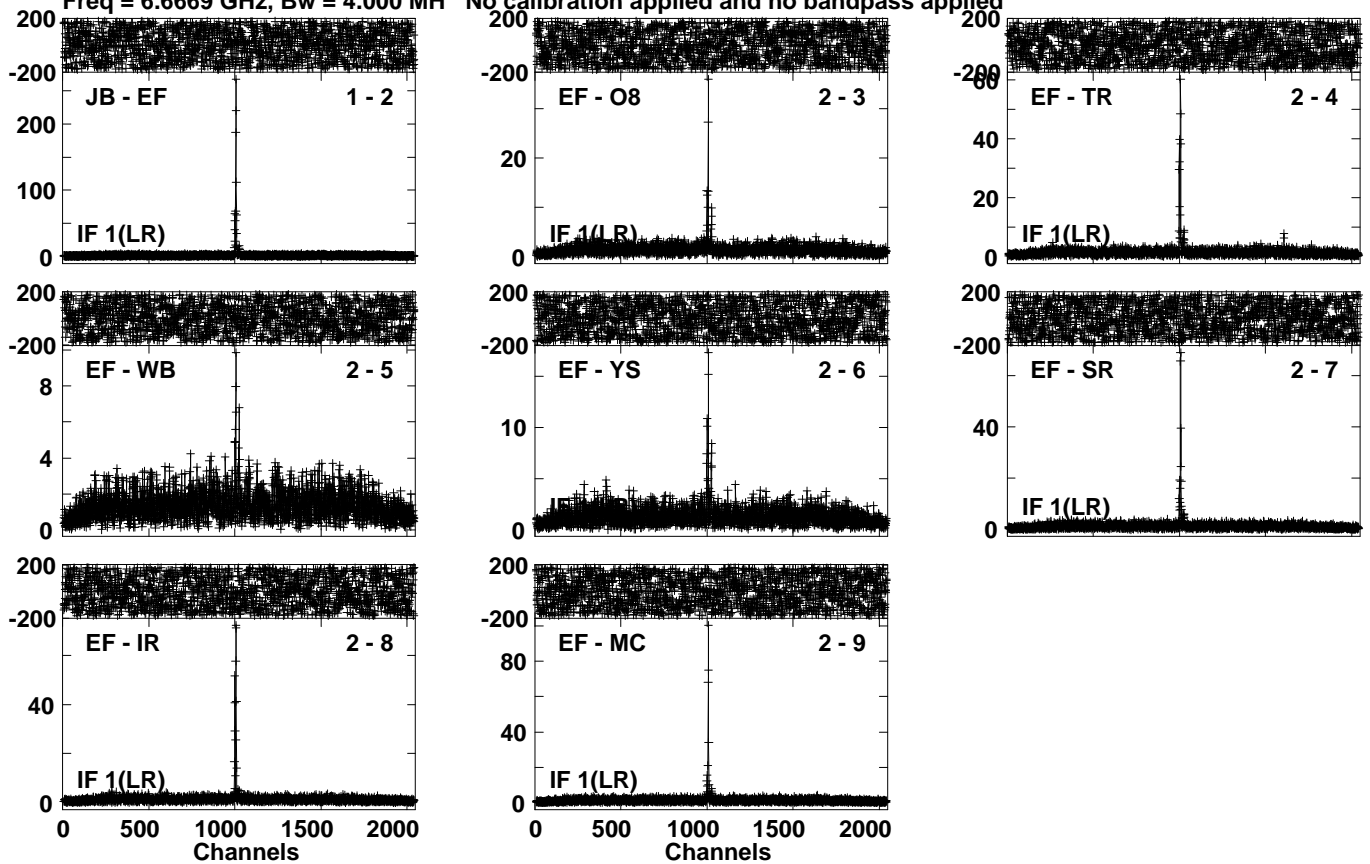 Freq = 6.6669 GHz, Bw = 4.000 MH   No calibration applied and no bandpass applied
200
-200
JB - EF 1 - 2
200
100
0
IF 1(LR)
200
-200
EF - O8 2 - 3
20
0
IF 1(LR)
200
-200
60
EF - TR 2 - 4
40
20
0
IF 1(LR)
200
-200
EF - WB 2 - 5
8
4
0
200
-200
EF - YS 2 - 6
10
0
200
-200
EF - SR 2 - 7
40
0
IF 1(LR)
200
-200
EF - IR 2 - 8
40
0
IF 1(LR)
0 500 1000 1500 2000
Channels
200
-200
EF - MC 2 - 9
80
40
0
IF 1(LR)
0 500 1000 1500 2000
Channels